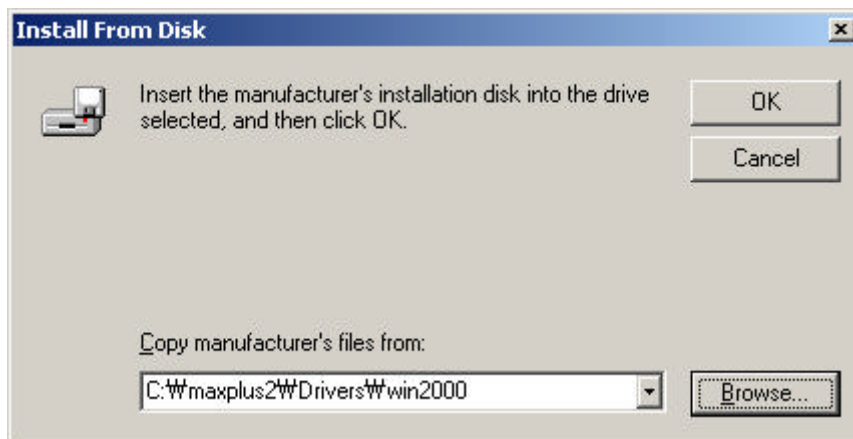 Install From Disk
Insert the manufacturer's installation disk into the drive
selected, and then click OK.
OK
Cancel
Copy manufacturer's files from:
C:₩maxplus2₩Drivers₩win2000
Browse...